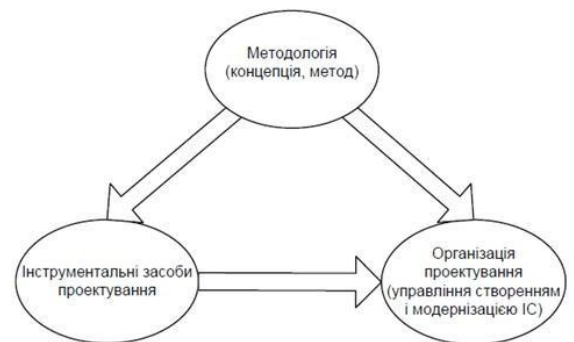 Методологія
(концепція, метод)
Інструментальні засоби
проектування
Організація
проектування
(управління створенням
і модернізацією ІС)